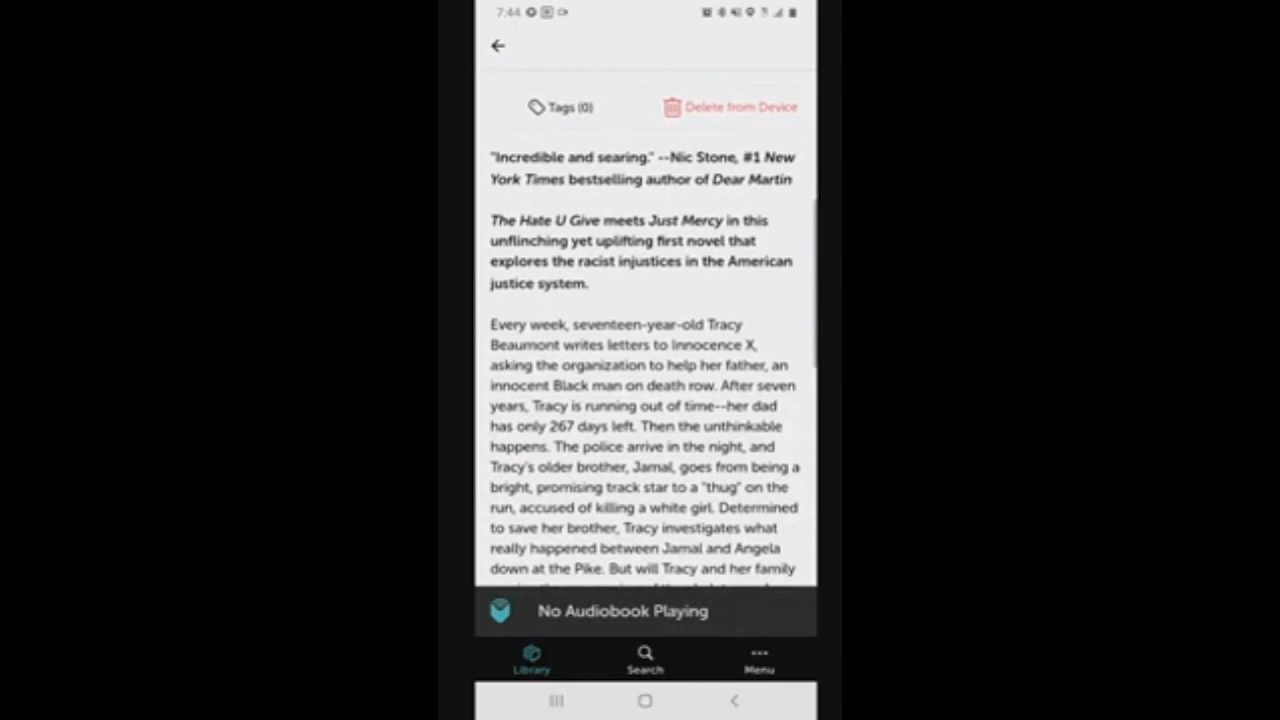 7:44
Tags (0)
Delete from Device
"Incredible and searing." --Nic Stone, #1 New
York Times bestselling author of Dear Martin
The Hate U Give meets Just Mercy in this
unflinching yet uplifting first novel that
explores the racist injustices in the American
justice system.
Every week, seventeen-year-old Tracy
Beaumont writes letters to Innocence X,
asking the organization to help her father, an
innocent Black man on death row. After seven
years, Tracy is running out of time--her dad
has only 267 days left. Then the unthinkable
happens. The police arrive in the night, and
Tracy's older brother, Jamal, goes from being a
bright, promising track star to a "thug" on the
run, accused of killing a white girl. Determined
to save her brother, Tracy investigates what
really happened between Jamal and Angela
down at the Pike. But will Tracy and her family
No Audiobook Playing
Library
Search
Menu